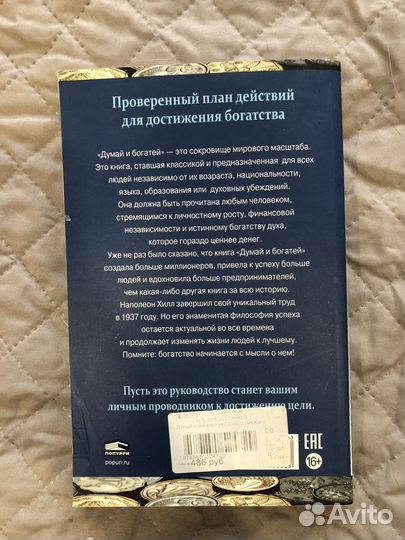 Проверенный план действий
для достижения богатства
«Думай и богатей» — это сокровище мирового масштаба.
Это книга, ставшая классикой и предназначенная для всех
людей независимо от их возраста, национальности,
языка, образования или духовных убеждений.
Она должна быть прочитана любым человеком,
стремящимся к личностному росту, финансовой
независимости и истинному богатству духа,
которое гораздо ценнее денег.
Уже не раз было сказано, что книга «Думай и богатей»
создала больше миллионеров, привела к успеху больше
людей и вдохновила больше предпринимателей,
чем какая-либо другая книга за всю историю.
Наполеон Хилл завершил свой уникальный труд
в 1937 году. Но его знаменитая философия успеха
остается актуальной во все времена
и продолжает изменять жизни людей к лучшему.
Помните: богатство начинается с мысли о нем!
Пусть это руководство станет вашим
личным проводником к достижению цели.
486 руб
ПОПУРРИ
popuri.ru
EAC
16+
Avito